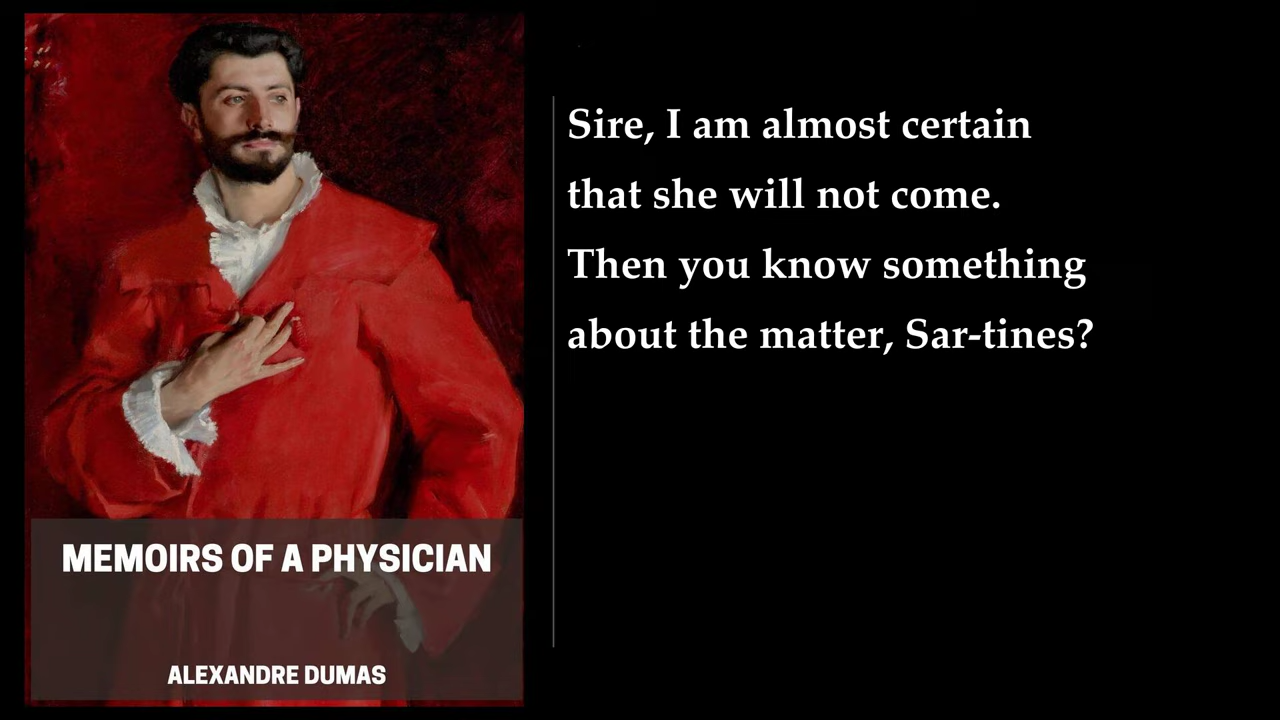 Sire, I am almost certain
that she will not come.
Then you know something
about the matter, Sar-tines?
MEMOIRS OF A PHYSICIAN
ALEXANDRE DUMAS